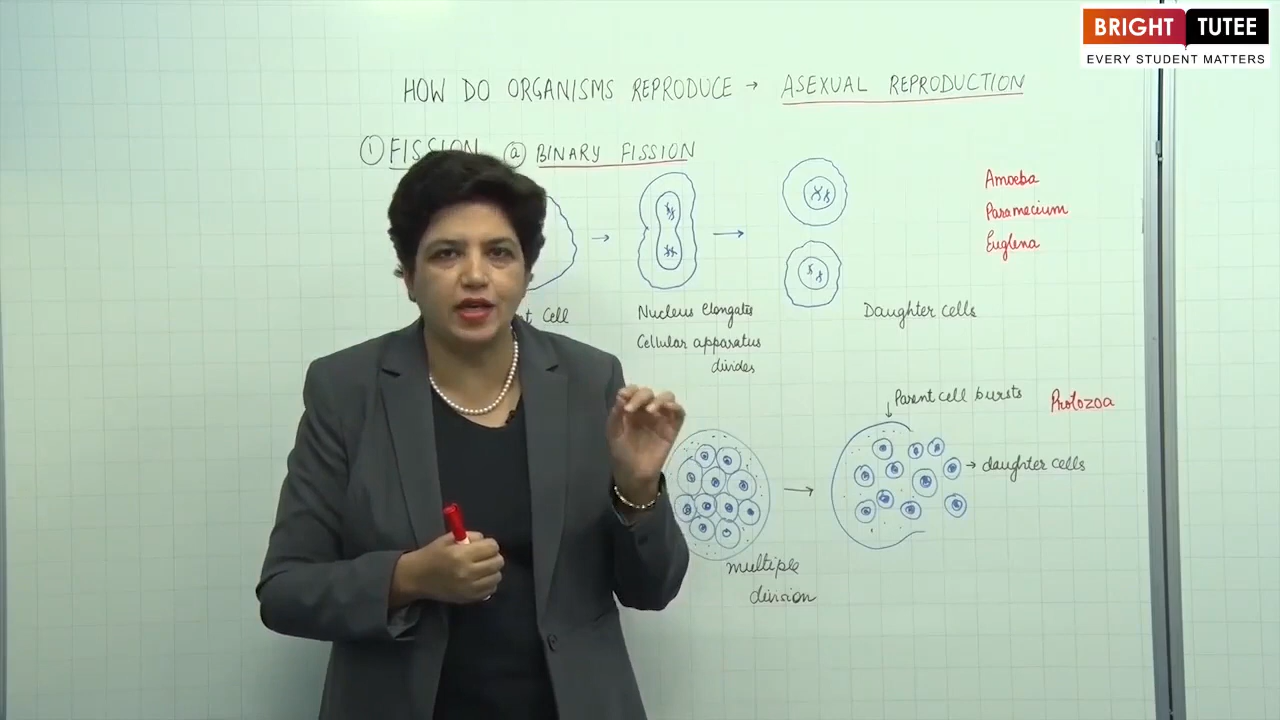 BRIGHT TUTEE
EVERY STUDENT MATTERS
HOW DO ORGANISMS REPRODUCE → ASEXUAL REPRODUCTION
① FISSION ⓐ BINARY FISSION
Amoeba
Paramecium
Euglena
Cell
Nucleus elongates
Cellular apparatus
divides
Daughter cells
Parent cell bursts
Protozoa
→ daughter cells
multiple
division